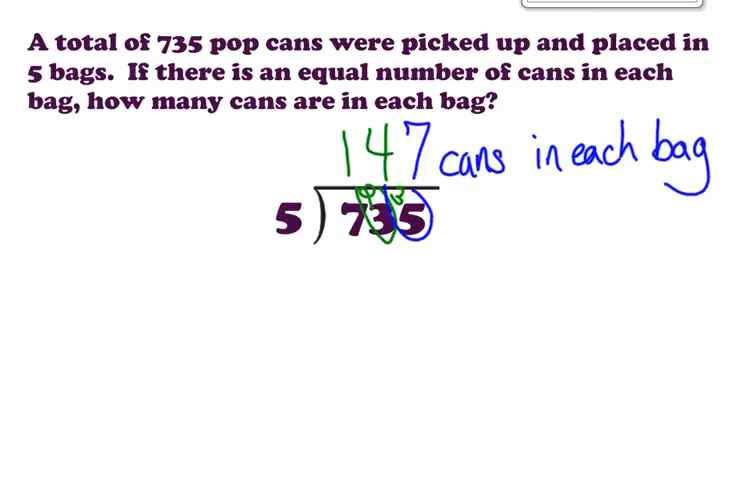 A total of 735 pop cans were picked up and placed in
5 bags. If there is an equal number of cans in each
bag, how many cans are in each bag?
147 cans in each bag
5)735